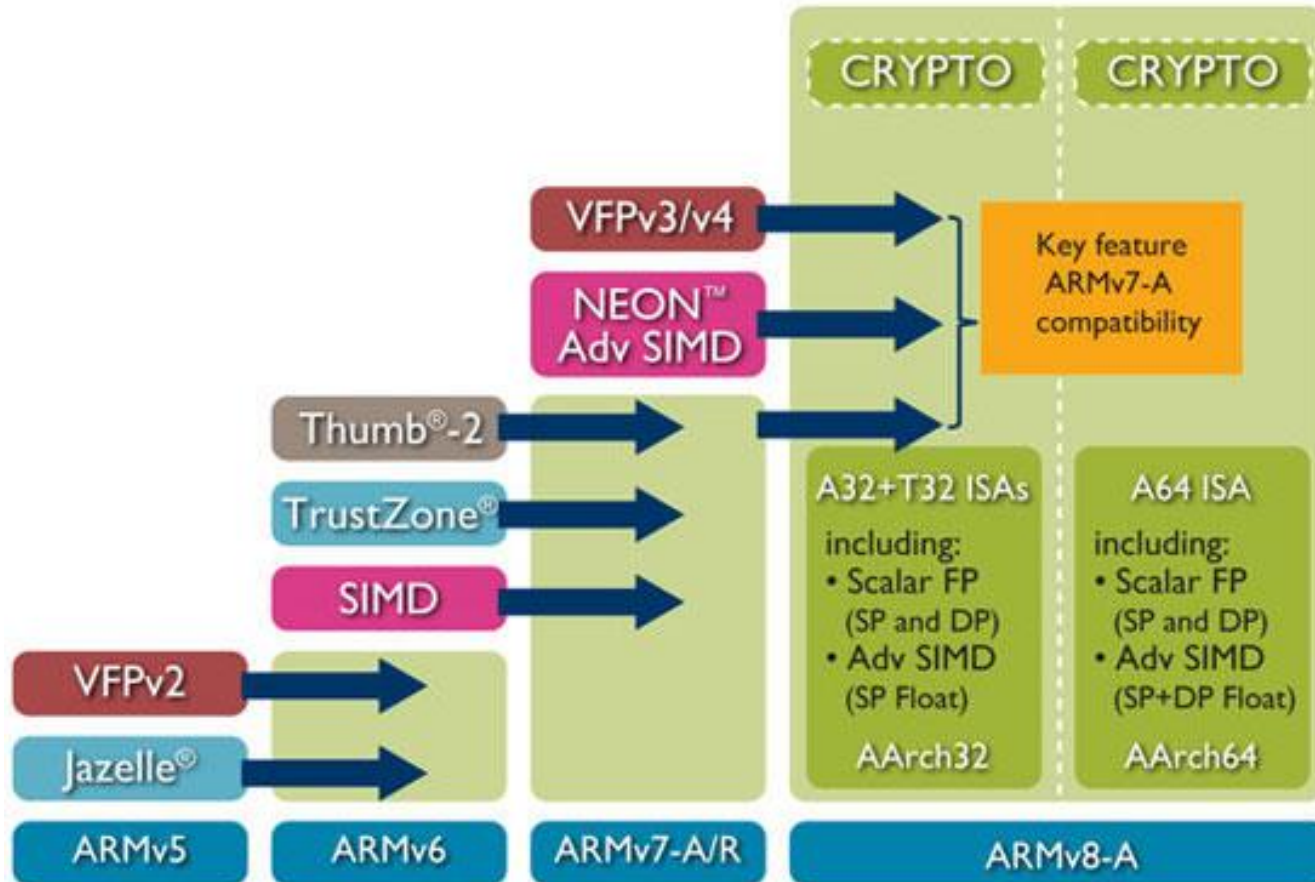 CRYPTO
CRYPTO
VFPv3/v4
NEON™
Adv SIMD
Key feature
ARMv7-A
compatibility
Thumb®-2
TrustZone®
SIMD
VFPv2
Jazelle®
A32+T32 ISAs
including:
• Scalar FP
(SP and DP)
• Adv SIMD
(SP Float)
AArch32
A64 ISA
including:
• Scalar FP
(SP and DP)
• Adv SIMD
(SP+DP Float)
AArch64
ARMv5
ARMv6
ARMv7-A/R
ARMv8-A